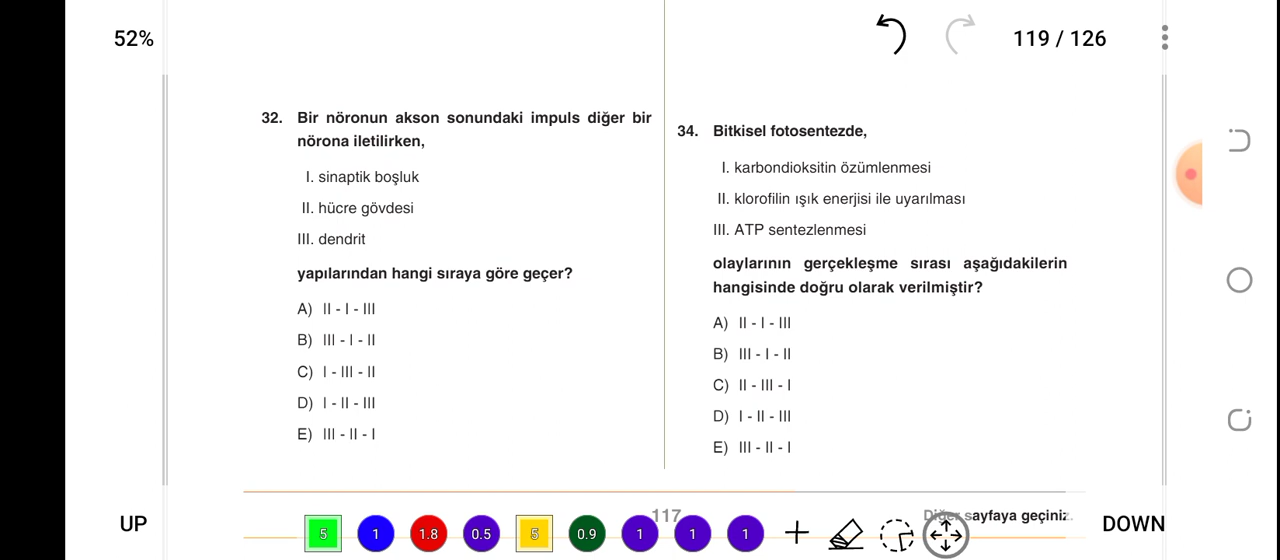 52%
119 / 126
32. Bir nöronun akson sonundaki impuls diğer bir
nörona iletilirken,
I. sinaptik boşluk
II. hücre gövdesi
III. dendrit
yapılarından hangi sıraya göre geçer?
A) II - I - III
B) III - I - II
C) I - III - II
D) I - II - III
E) III - II - I
34. Bitkisel fotosentezde,
I. karbondioksitin özümlenmesi
II. klorofilin ışık enerjisi ile uyarılması
III. ATP sentezlenmesi
olaylarının gerçekleşme sırası aşağıdakilerin
hangisinde doğru olarak verilmiştir?
A) II - I - III
B) III - I - II
C) II - III - I
D) I - II - III
E) III - II - I
117
Diğer sayfaya geçiniz.
UP
5
1
1.8
0.5
5
0.9
1
1
1
DOWN